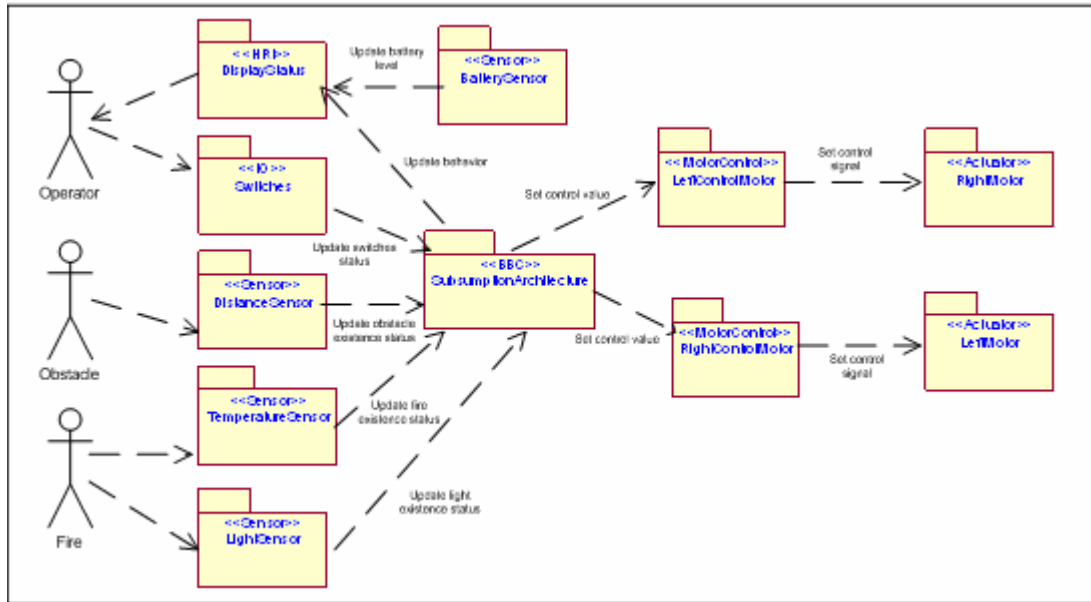 <<HRI>>
DisplayStatus
Update battery
level
<<Sensor>>
BatterySensor
Operator
<<IO>>
Switches
Update behavior
<<MotorControl>>
LeftControlMotor
Set control
signal
<<Actuator>>
RightMotor
Set control value
Update switches
status
<<BBC>>
SubsumptionArchitecture
Obstacle
<<Sensor>>
DistanceSensor
Update obstacle
existence status
Set control value
<<MotorControl>>
RightControlMotor
Set control
signal
<<Actuator>>
LeftMotor
Fire
<<Sensor>>
TemperatureSensor
Update fire
existence status
<<Sensor>>
LightSensor
Update light
existence status